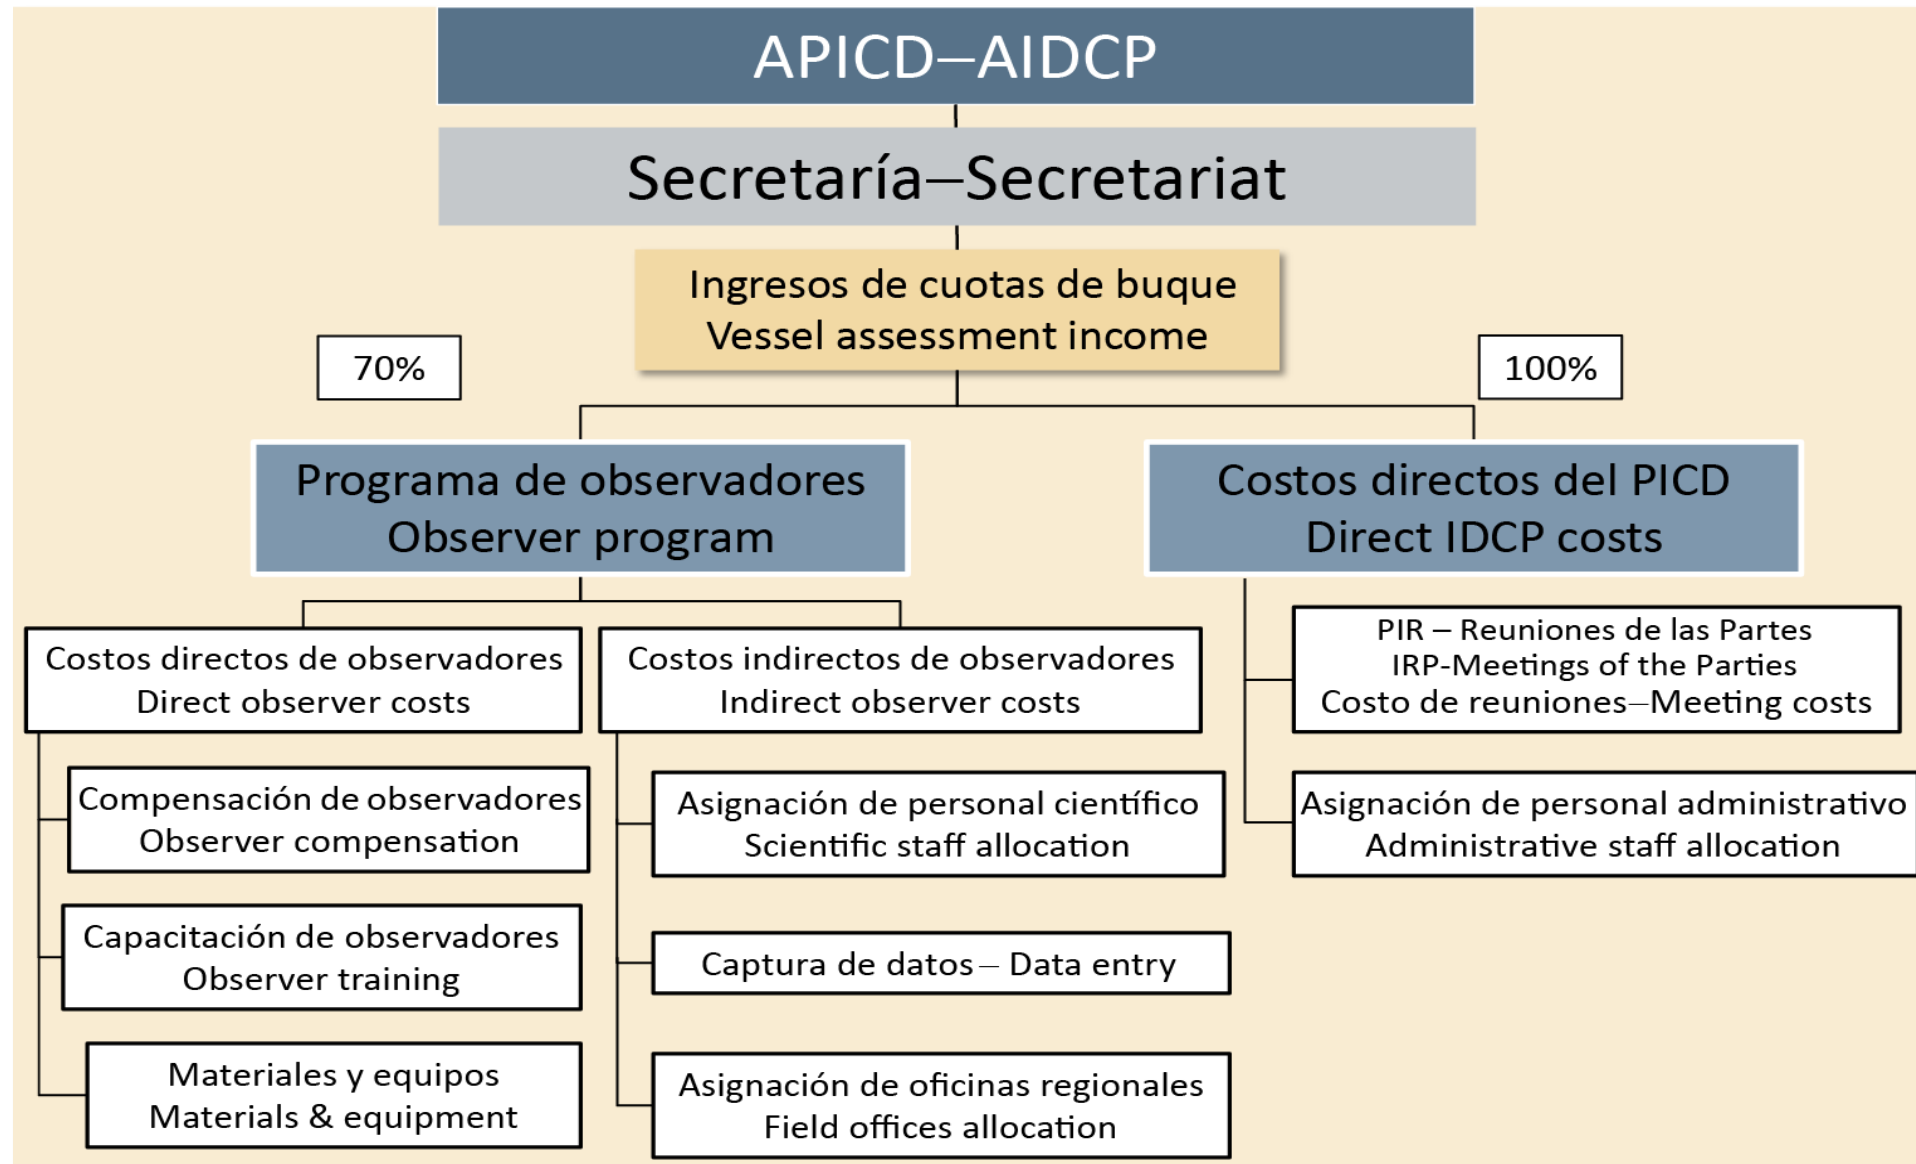 APICD–AIDCP
Secretaría–Secretariat
Ingresos de cuotas de buque
Vessel assessment income
70%
100%
Programa de observadores
Observer program
Costos directos del PICD
Direct IDCP costs
Costos directos de observadores
Direct observer costs
Compensación de observadores
Observer compensation
Capacitación de observadores
Observer training
Materiales y equipos
Materials & equipment
Costos indirectos de observadores
Indirect observer costs
Asignación de personal científico
Scientific staff allocation
Captura de datos – Data entry
Asignación de oficinas regionales
Field offices allocation
PIR – Reuniones de las Partes
IRP-Meetings of the Parties
Costo de reuniones–Meeting costs
Asignación de personal administrativo
Administrative staff allocation